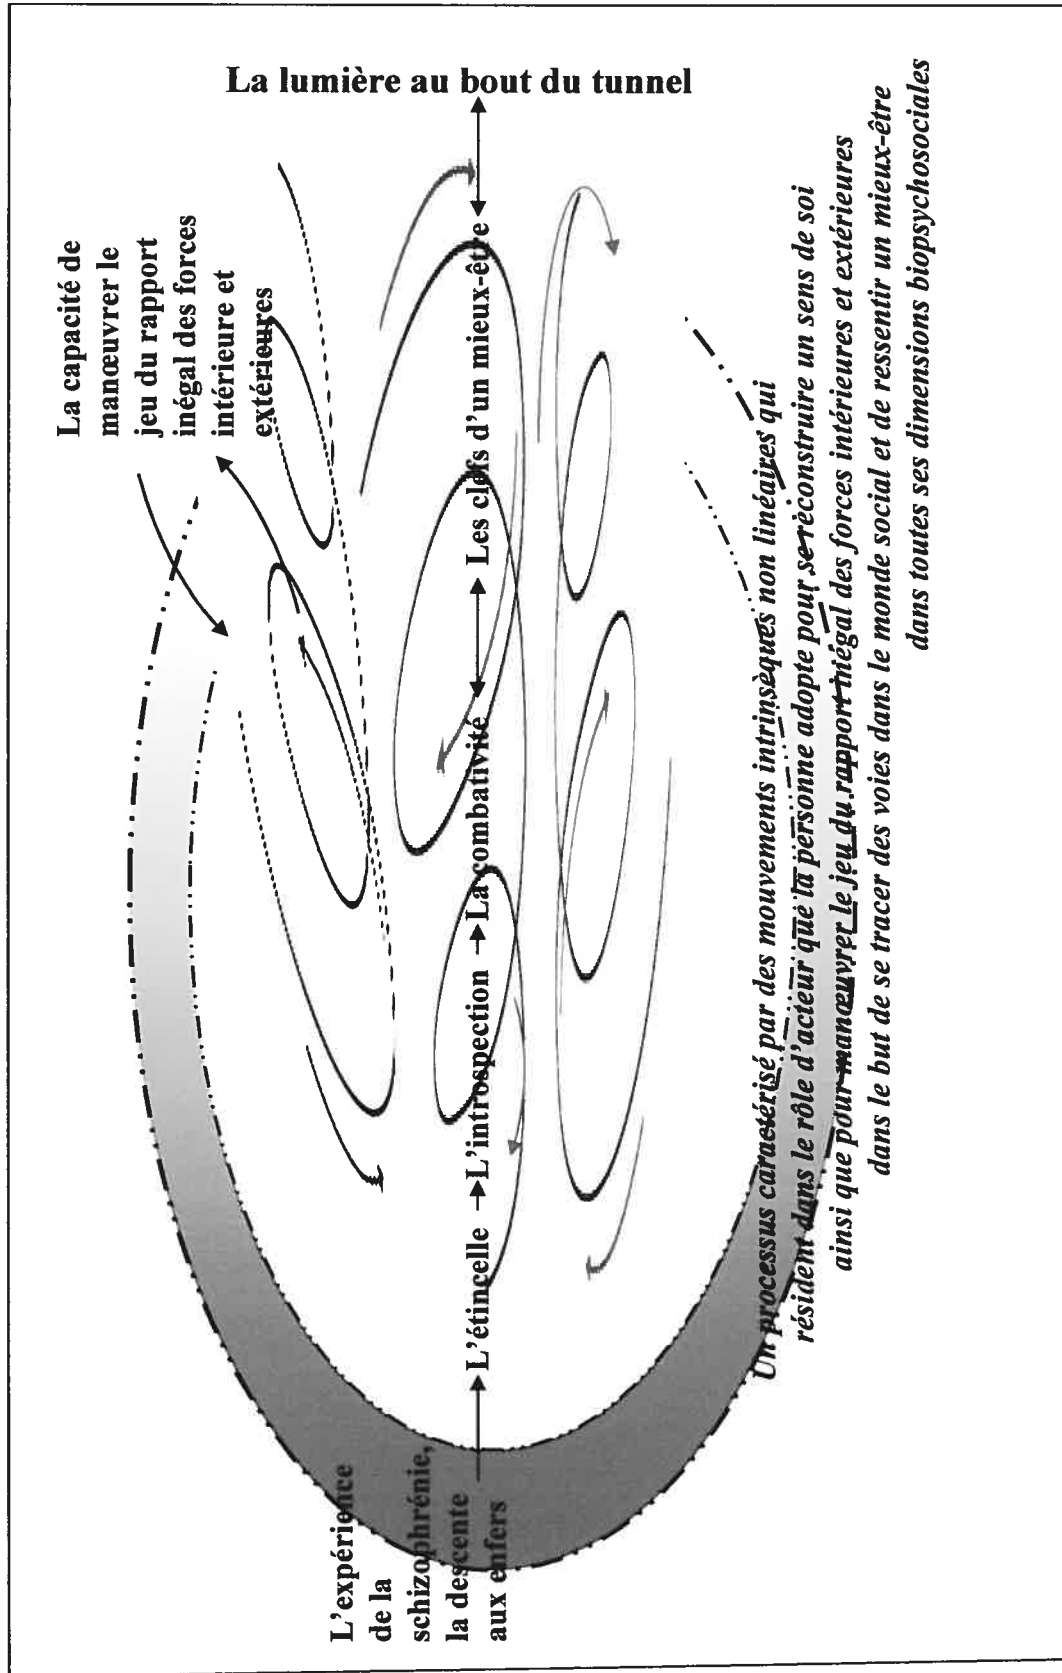 La lumière au bout du tunnel
La capacité de
manœuvrer le
jeu du rapport
inégal des forces
intérieure et
extérieures
L'expérience
de la
schizophrénie,
la descente
aux enfers
L'étincelle
L'introspection
La combativité
Les clefs d'un mieux-être
Un processus caractérisé par des mouvements intrinsèques non linéaires qui
résident dans le rôle d'acteur que la personne adopte pour se reconstruire un sens de soi
ainsi que pour manœuvrer le jeu du rapport inégal des forces intérieures et extérieures
dans le but de se tracer des voies dans le monde social et de ressentir un mieux-être
dans toutes ses dimensions biopsychosociales